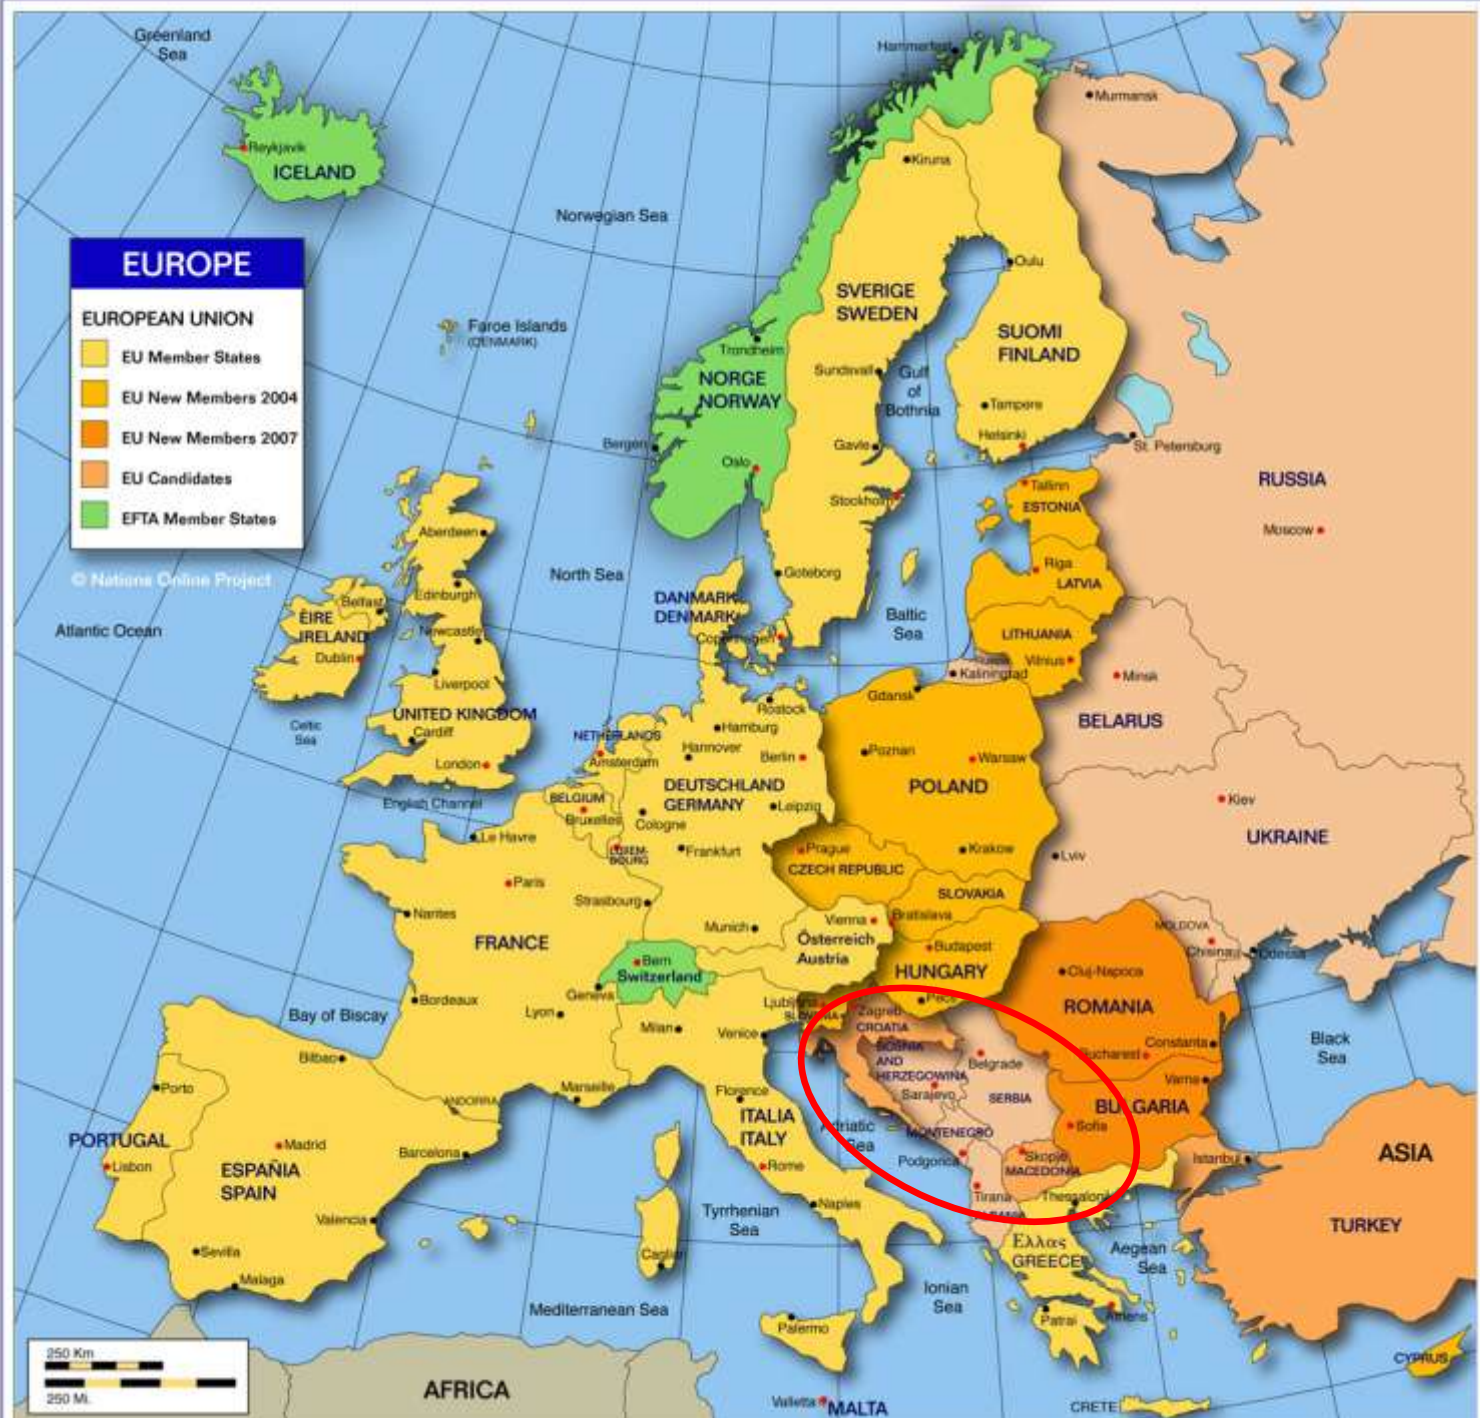 Greenland
Sea
Hammerfest
Murmansk
Reykjavik
ICELAND
Kiruna
Norwegian Sea
EUROPE
EUROPEAN UNION
EU Member States
EU New Members 2004
EU New Members 2007
EU Candidates
EFTA Member States
© Nations Online Project
Oulu
SVERIGE
SWEDEN
SUOMI
FINLAND
Faroe Islands
(DENMARK)
Trondheim
NORGE
NORWAY
Sundsvall
Gulf
of
Bothnia
Tampere
Helsinki
Bergen
Gavle
St. Petersburg
Oslo
Stockholm
RUSSIA
Moscow
Tallinn
ESTONIA
Aberdeen
North Sea
Goteborg
Riga
LATVIA
Edinburgh
Belfast
ÈIRE
IRELAND
Dublin
Newcastle
Atlantic Ocean
DANMARK
DENMARK
Copenhagen
Baltic
Sea
LITHUANIA
Vilnius
Kaliningrad
Minsk
BELARUS
Liverpool
UNITED KINGDOM
Cardiff
London
Celtic
Sea
Gdansk
Rostock
Hamburg
NETHERLANDS
Amsterdam
Hannover
Berlin
Poznan
Warsaw
POLAND
DEUTSCHLAND
GERMANY
Leipzig
English Channel
BELGIUM
Bruxelles
Cologne
Kiev
UKRAINE
Le Havre
LUXEM-
BOURG
Frankfurt
Prague
CZECH REPUBLIC
Krakow
Lviv
Paris
Strasbourg
SLOVAKIA
Nantes
Munich
Vienna
Bratislava
MOLDOVA
Chisinau
Odessa
FRANCE
Österreich
Austria
Budapest
HUNGARY
Cluj-Napoca
ROMANIA
Bern
Switzerland
Geneva
Bordeaux
Lyon
Bay of Biscay
Milan
Venice
Ljubljana
SLOVENIA
Pecs
Zagreb
CROATIA
BOSNIA
AND
HERZEGOWINA
Sarajevo
Belgrade
SERBIA
Bucharest
Constanta
Black
Sea
Bilbao
Porto
Marseille
ANDORRA
Florence
ITALIA
ITALY
Varna
BULGARIA
Sofia
PORTUGAL
Lisbon
Madrid
Barcelona
ESPAÑIA
SPAIN
Adriatic
Sea
MONTENEGRO
Podgorica
Skopje
MACEDONIA
Istanbul
ASIA
Rome
Tirana
Thessaloniki
Valencia
Tyrrhenian
Sea
Naples
TURKEY
Sevilla
Malaga
Cagliari
Ελλας
GREECE
Aegean
Sea
Ionian
Sea
Mediterranean Sea
Palermo
Patrai
Athens
250 Km
250 Mi.
AFRICA
Valletta
MALTA
CRETE
CYPRUS